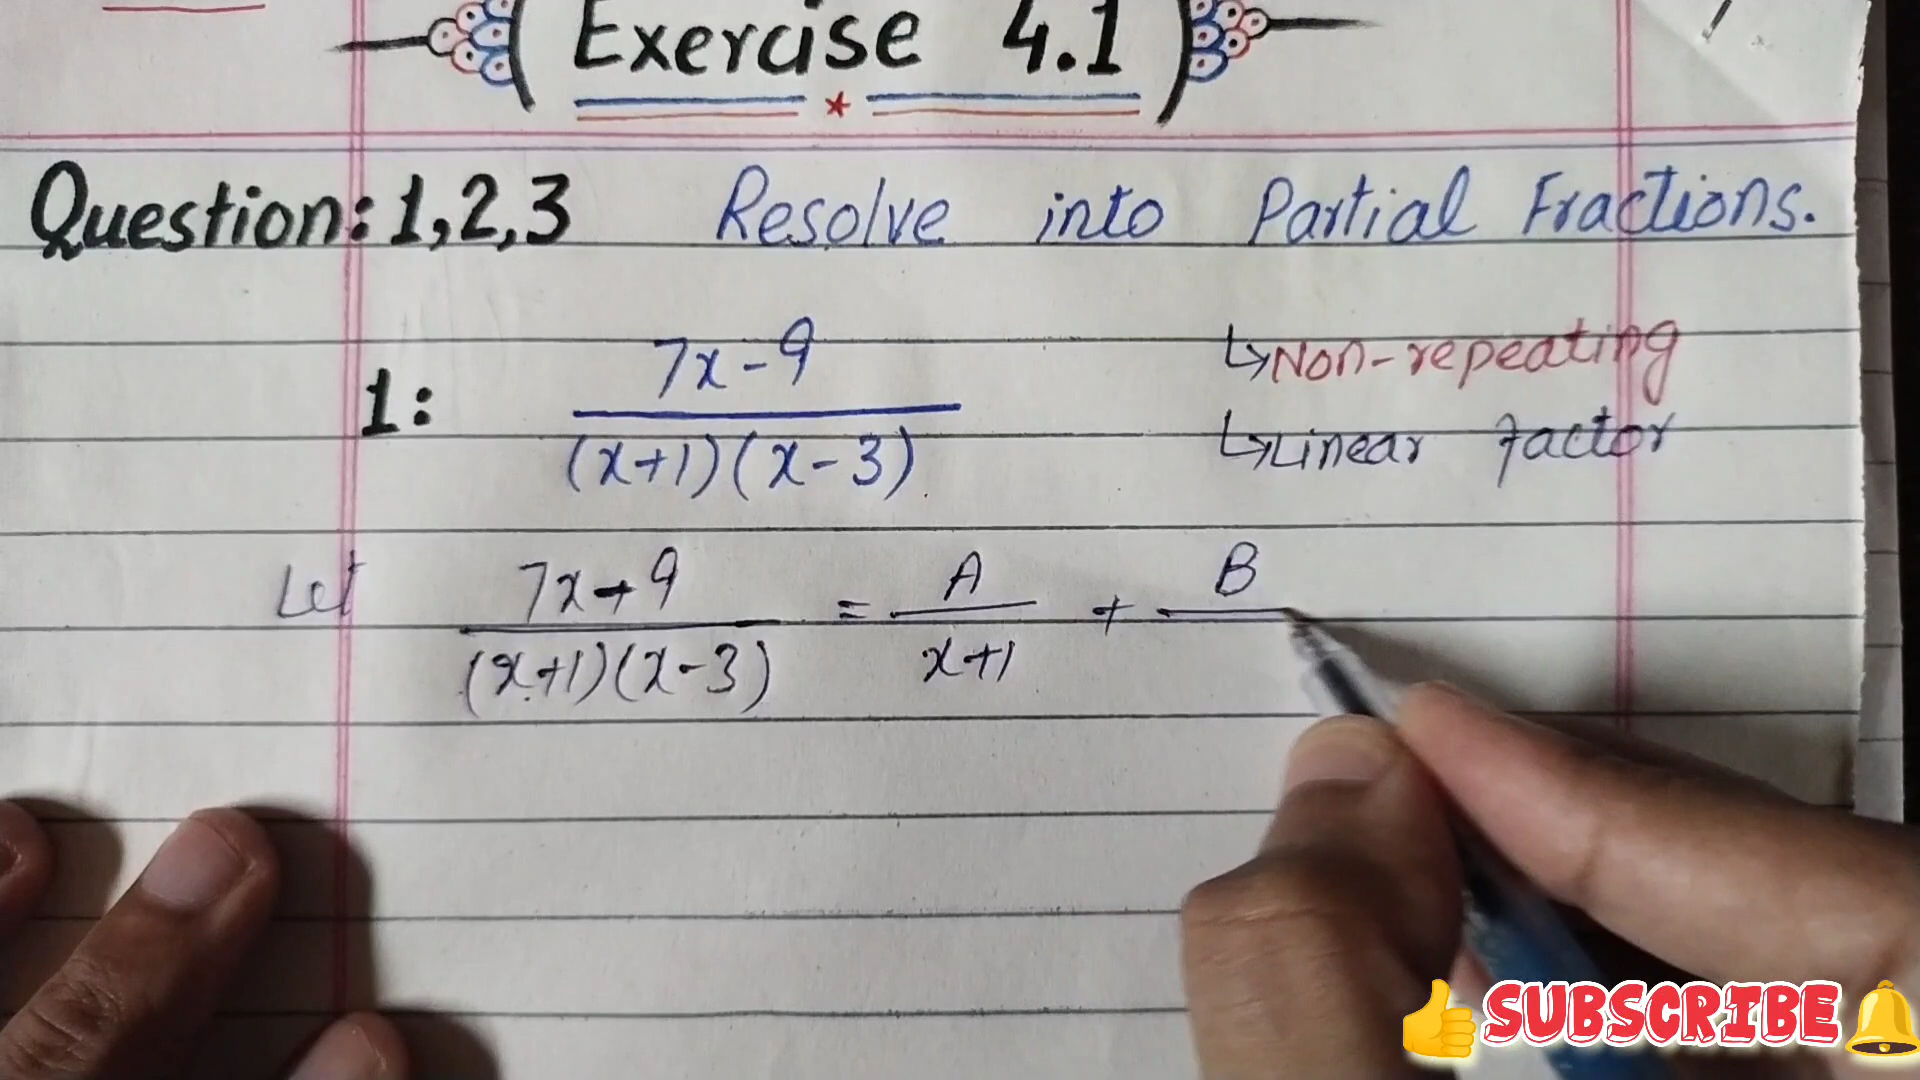 Exercise 4.1
Question: 1,2,3 Resolve into Partial Fractions.
1: 7x-9 / (x+1)(x-3)
↳Non-repeating
↳Linear factor
Let 7x+9 / (x+1)(x-3) = A / x+1 + B
SUBSCRIBE